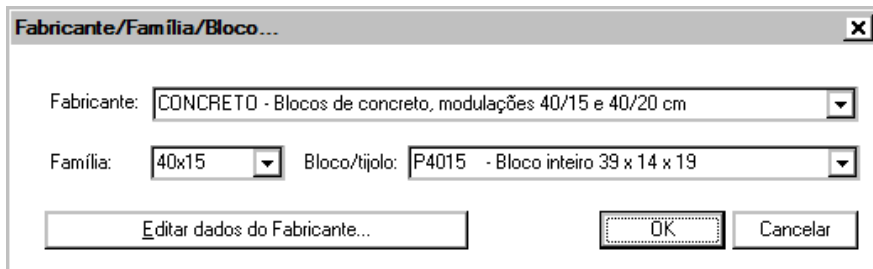 Fabricante/Família/Bloco...
Fabricante: CONCRETO - Blocos de concreto, modulações 40/15 e 40/20 cm
Família: 40x15 Bloco/tijolo: P4015 - Bloco inteiro 39 x 14 x 19
Editar dados do Fabricante... OK Cancelar